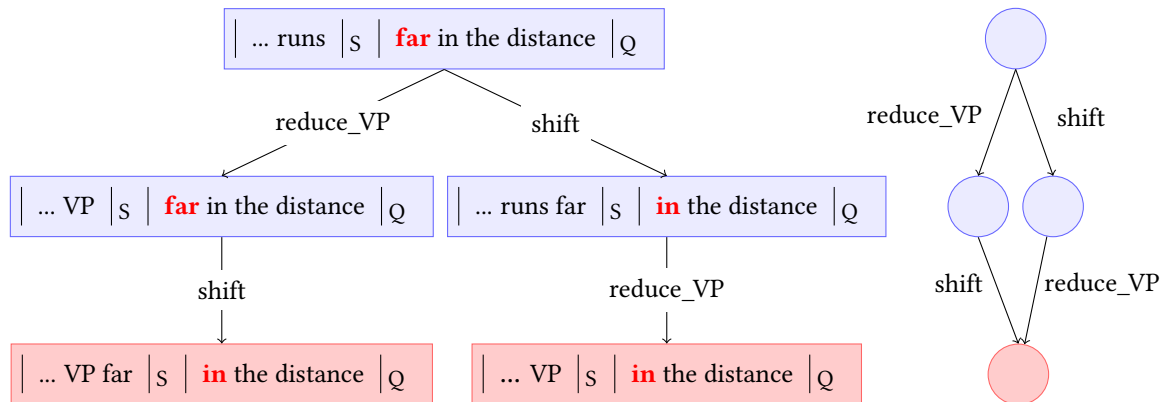 | ... runs |S | far in the distance |Q
reduce_VP shift
reduce_VP shift
| ... VP |S | far in the distance |Q
| ... runs far |S | in the distance |Q
shift reduce_VP
shift reduce_VP
| ... VP far |S | in the distance |Q
| ... VP |S | in the distance |Q